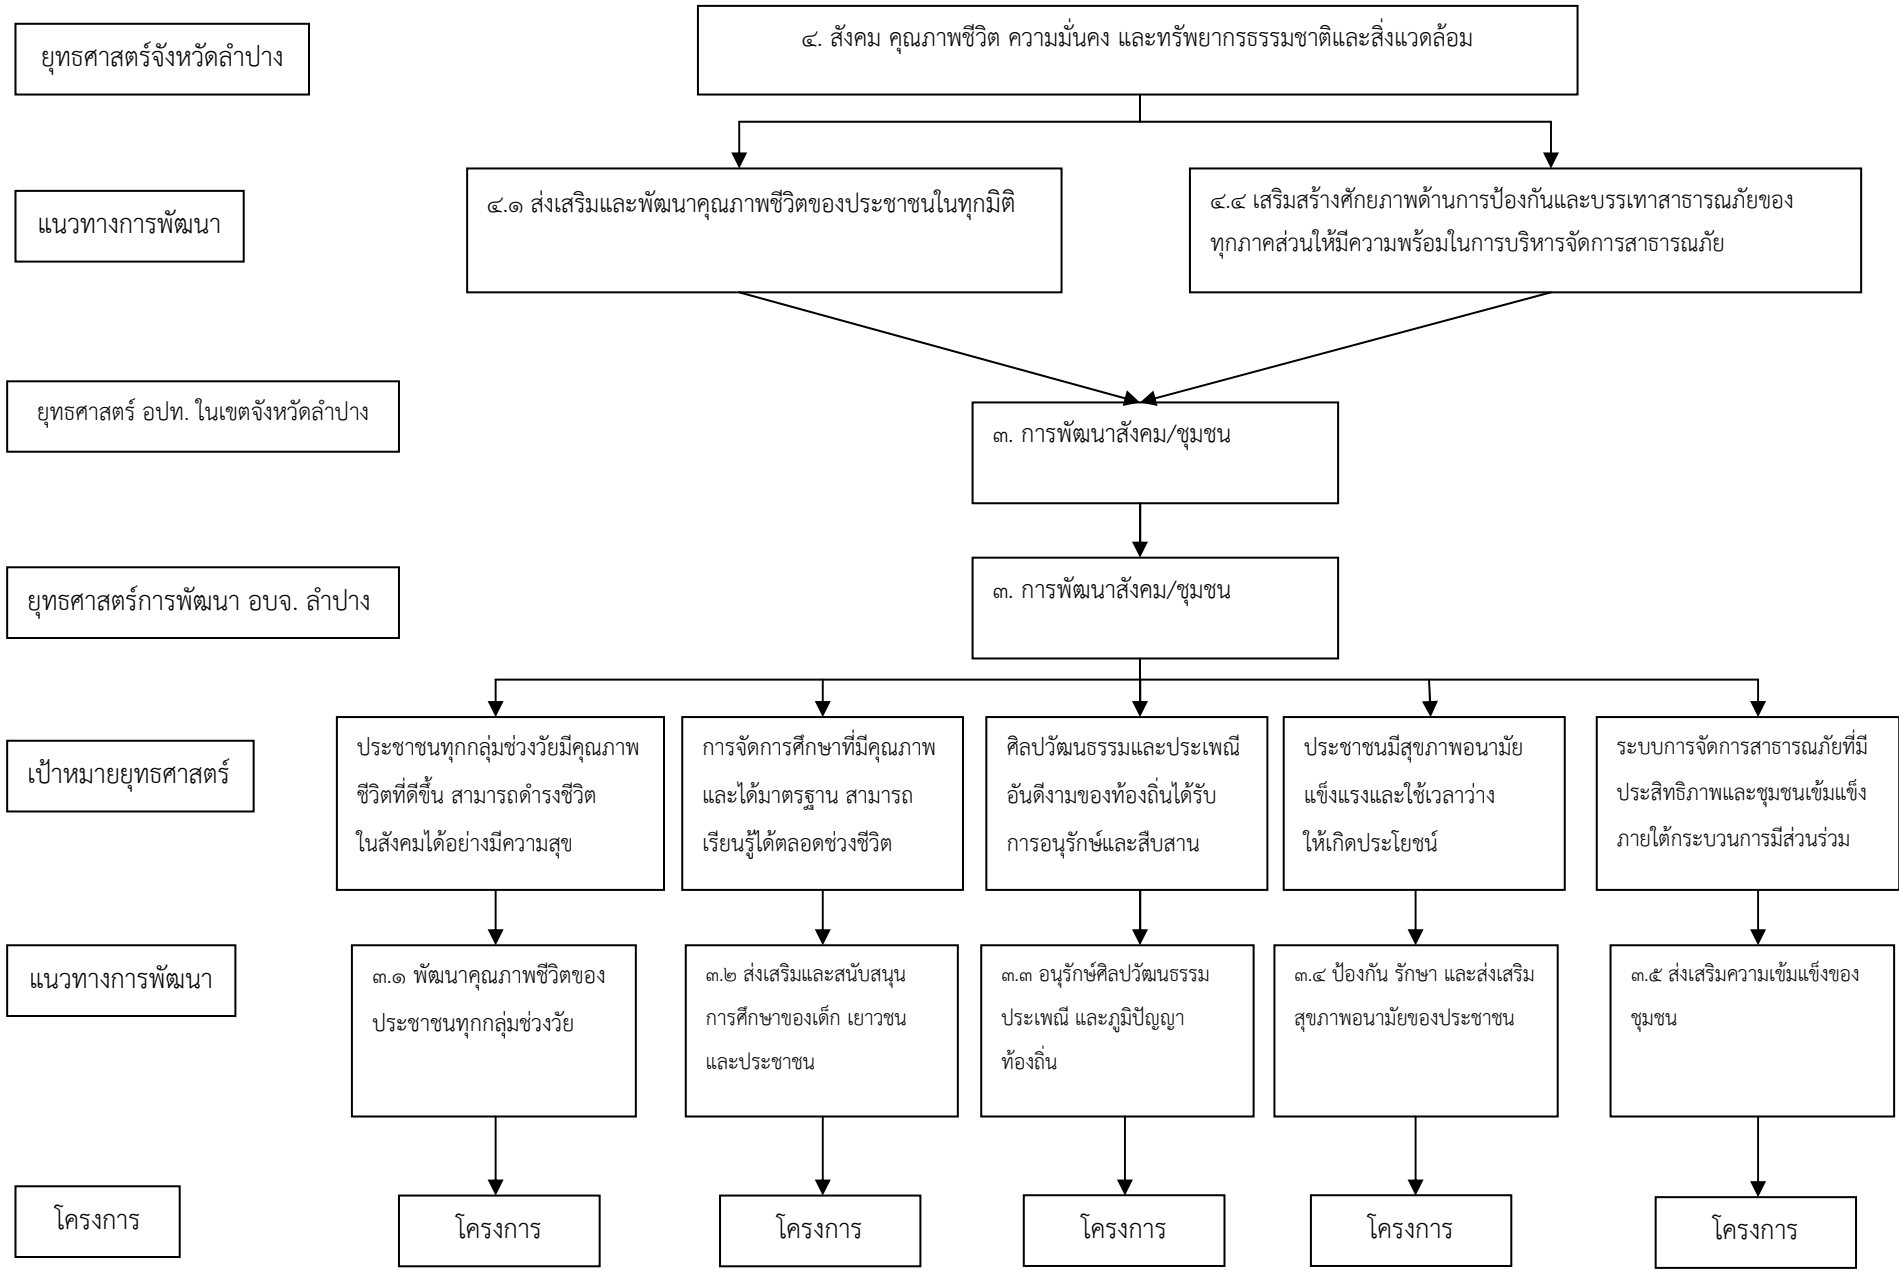 ยุทธศาสตร์จังหวัดลำปาง
๔. สังคม คุณภาพชีวิต ความมั่นคง และทรัพยากรธรรมชาติและสิ่งแวดล้อม
แนวทางการพัฒนา
๔.๑ ส่งเสริมและพัฒนาคุณภาพชีวิตของประชาชนในทุกมิติ
๔.๔ เสริมสร้างศักยภาพด้านการป้องกันและบรรเทาสาธารณภัยของ
ทุกภาคส่วนให้มีความพร้อมในการบริหารจัดการสาธารณภัย
ยุทธศาสตร์ อปท. ในเขตจังหวัดลำปาง
๓. การพัฒนาสังคม/ชุมชน
ยุทธศาสตร์การพัฒนา อบจ. ลำปาง
๓. การพัฒนาสังคม/ชุมชน
เป้าหมายยุทธศาสตร์
ประชาชนทุกกลุ่มช่วงวัยมีคุณภาพ
ชีวิตที่ดีขึ้น สามารถดำรงชีวิต
ในสังคมได้อย่างมีความสุข
การจัดการศึกษาที่มีคุณภาพ
และได้มาตรฐาน สามารถ
เรียนรู้ได้ตลอดช่วงชีวิต
ศิลปวัฒนธรรมและประเพณี
อันดีงามของท้องถิ่นได้รับ
การอนุรักษ์และสืบสาน
ประชาชนมีสุขภาพอนามัย
แข็งแรงและใช้เวลาว่าง
ให้เกิดประโยชน์
ระบบการจัดการสาธารณภัยที่มี
ประสิทธิภาพและชุมชนเข้มแข็ง
ภายใต้กระบวนการมีส่วนร่วม
แนวทางการพัฒนา
๓.๑ พัฒนาคุณภาพชีวิตของ
ประชาชนทุกกลุ่มช่วงวัย
๓.๒ ส่งเสริมและสนับสนุน
การศึกษาของเด็ก เยาวชน
และประชาชน
๓.๓ อนุรักษ์ศิลปวัฒนธรรม
ประเพณี และภูมิปัญญา
ท้องถิ่น
๓.๔ ป้องกัน รักษา และส่งเสริม
สุขภาพอนามัยของประชาชน
๓.๕ ส่งเสริมความเข้มแข็งของ
ชุมชน
โครงการ
โครงการ
โครงการ
โครงการ
โครงการ
โครงการ